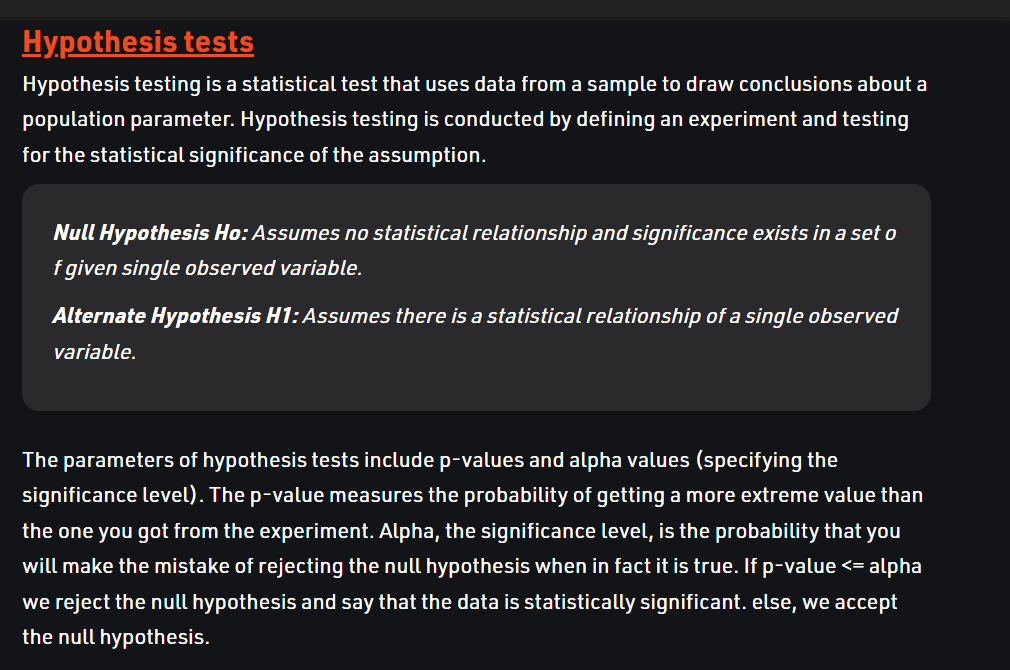 Hypothesis tests
Hypothesis testing is a statistical test that uses data from a sample to draw conclusions about a
population parameter. Hypothesis testing is conducted by defining an experiment and testing
for the statistical significance of the assumption.
Null Hypothesis Ho: Assumes no statistical relationship and significance exists in a set o
f given single observed variable.
Alternate Hypothesis H1: Assumes there is a statistical relationship of a single observed
variable.
The parameters of hypothesis tests include p-values and alpha values (specifying the
significance level). The p-value measures the probability of getting a more extreme value than
the one you got from the experiment. Alpha, the significance level, is the probability that you
will make the mistake of rejecting the null hypothesis when in fact it is true. If p-value <= alpha
we reject the null hypothesis and say that the data is statistically significant. else, we accept
the null hypothesis.